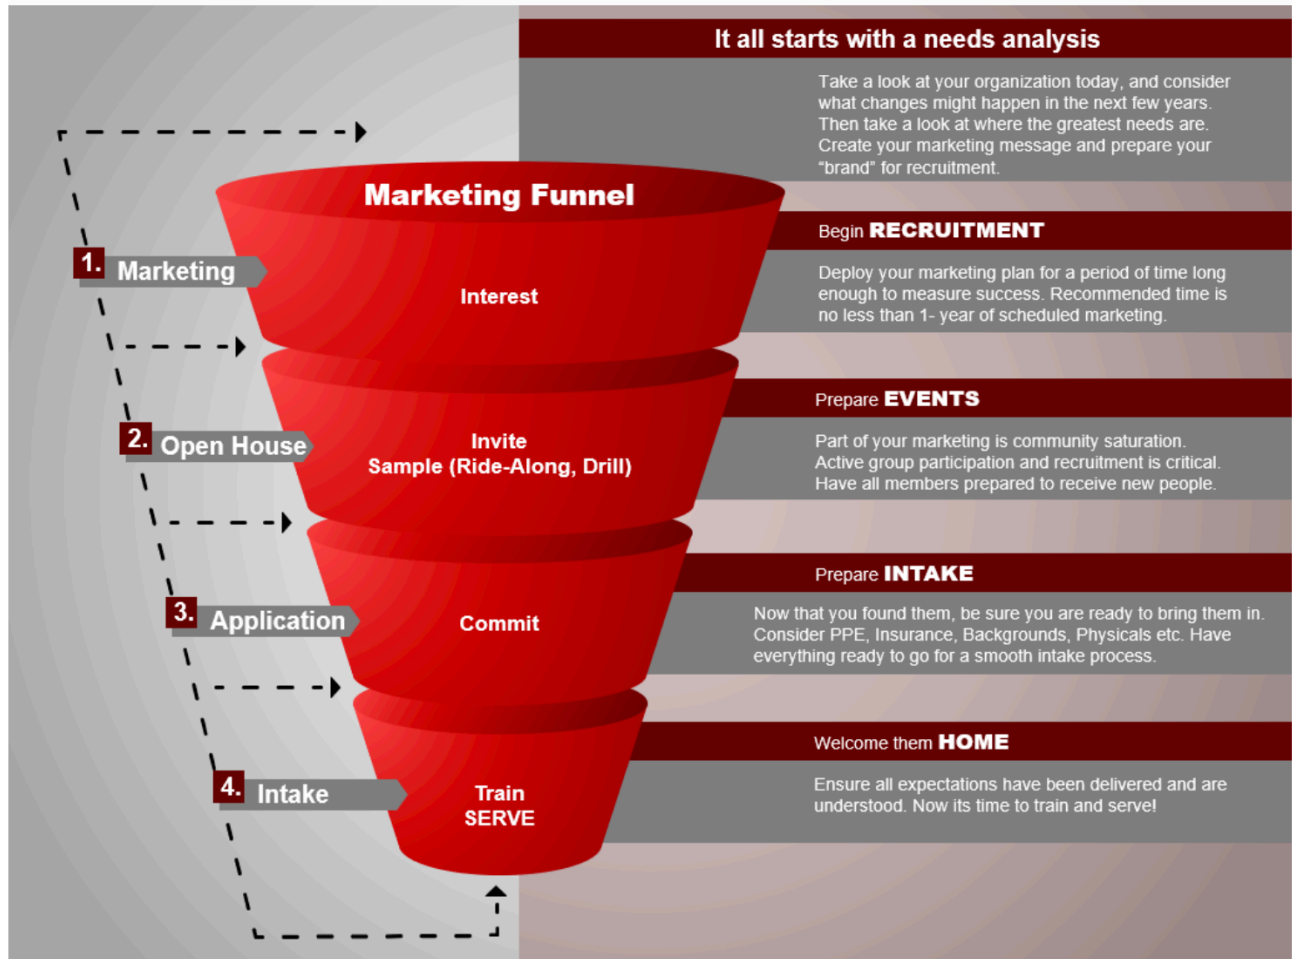 It all starts with a needs analysis
Take a look at your organization today, and consider
what changes might happen in the next few years.
Then take a look at where the greatest needs are.
Create your marketing message and prepare your
“brand” for recruitment.
Marketing Funnel
1. Marketing
Interest
Begin RECRUITMENT
Deploy your marketing plan for a period of time long
enough to measure success. Recommended time is
no less than 1- year of scheduled marketing.
2. Open House
Invite
Sample (Ride-Along, Drill)
Prepare EVENTS
Part of your marketing is community saturation.
Active group participation and recruitment is critical.
Have all members prepared to receive new people.
3. Application
Commit
Prepare INTAKE
Now that you found them, be sure you are ready to bring them in.
Consider PPE, Insurance, Backgrounds, Physicals etc. Have
everything ready to go for a smooth intake process.
4. Intake
Train
SERVE
Welcome them HOME
Ensure all expectations have been delivered and are
understood. Now its time to train and serve!